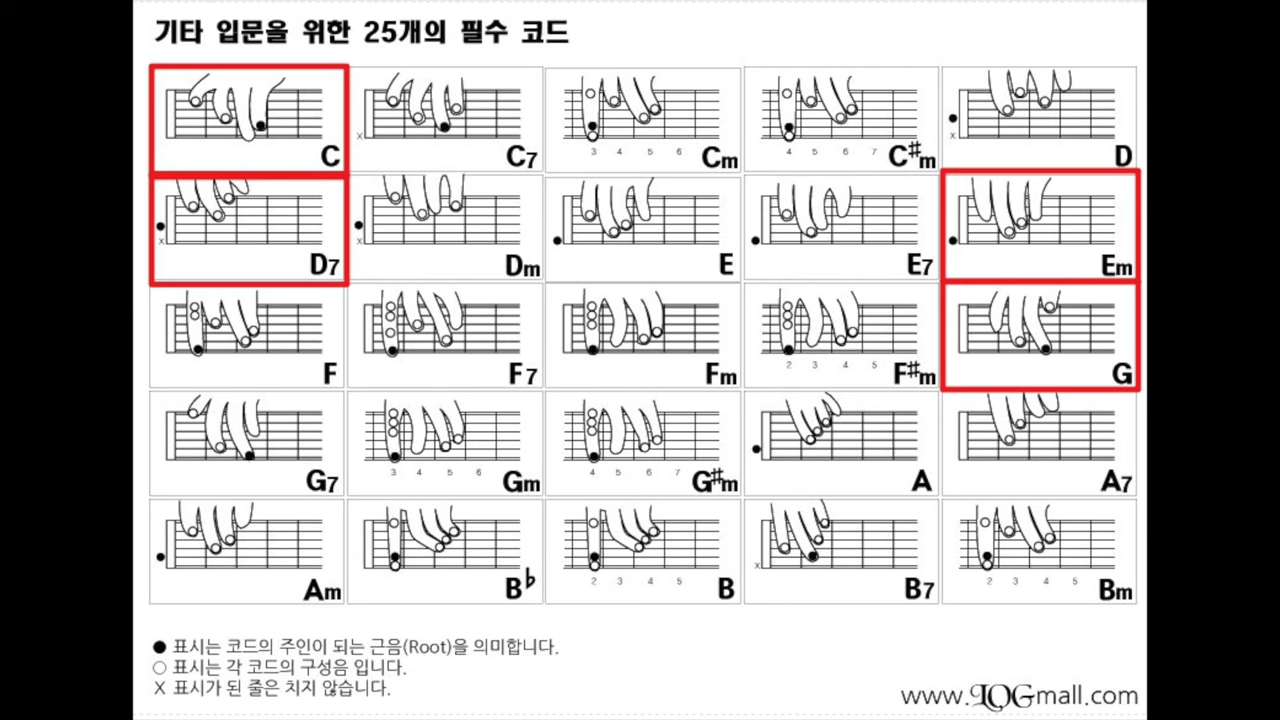 기타 입문을 위한 25개의 필수 코드
C
x
C7
3 4 5 6
Cm
4 5 6 7
C♯m
x
D
x
D7
x
Dm
E
E7
Em
F
F7
Fm
2 3 4 5
F♯m
G
G7
3 4 5 6
Gm
4 5 6 7
G♯m
A
A7
Am
B♭
2 3 4 5
B
x
B7
2 3 4 5
Bm
● 표시는 코드의 주인이 되는 근음(Root)을 의미합니다.
○ 표시는 각 코드의 구성음 입니다.
X 표시가 된 줄은 치지 않습니다.
www.LOGmall.com